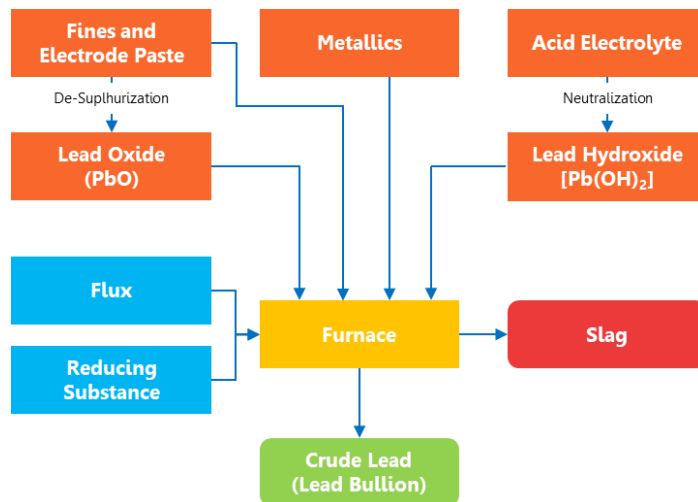 Fines and
Electrode Paste
Metallics
Acid Electrolyte
De-Suplhurization
Neutralization
Lead Oxide
(PbO)
Lead Hydroxide
[Pb(OH)₂]
Flux
Furnace
Slag
Reducing
Substance
Crude Lead
(Lead Bullion)